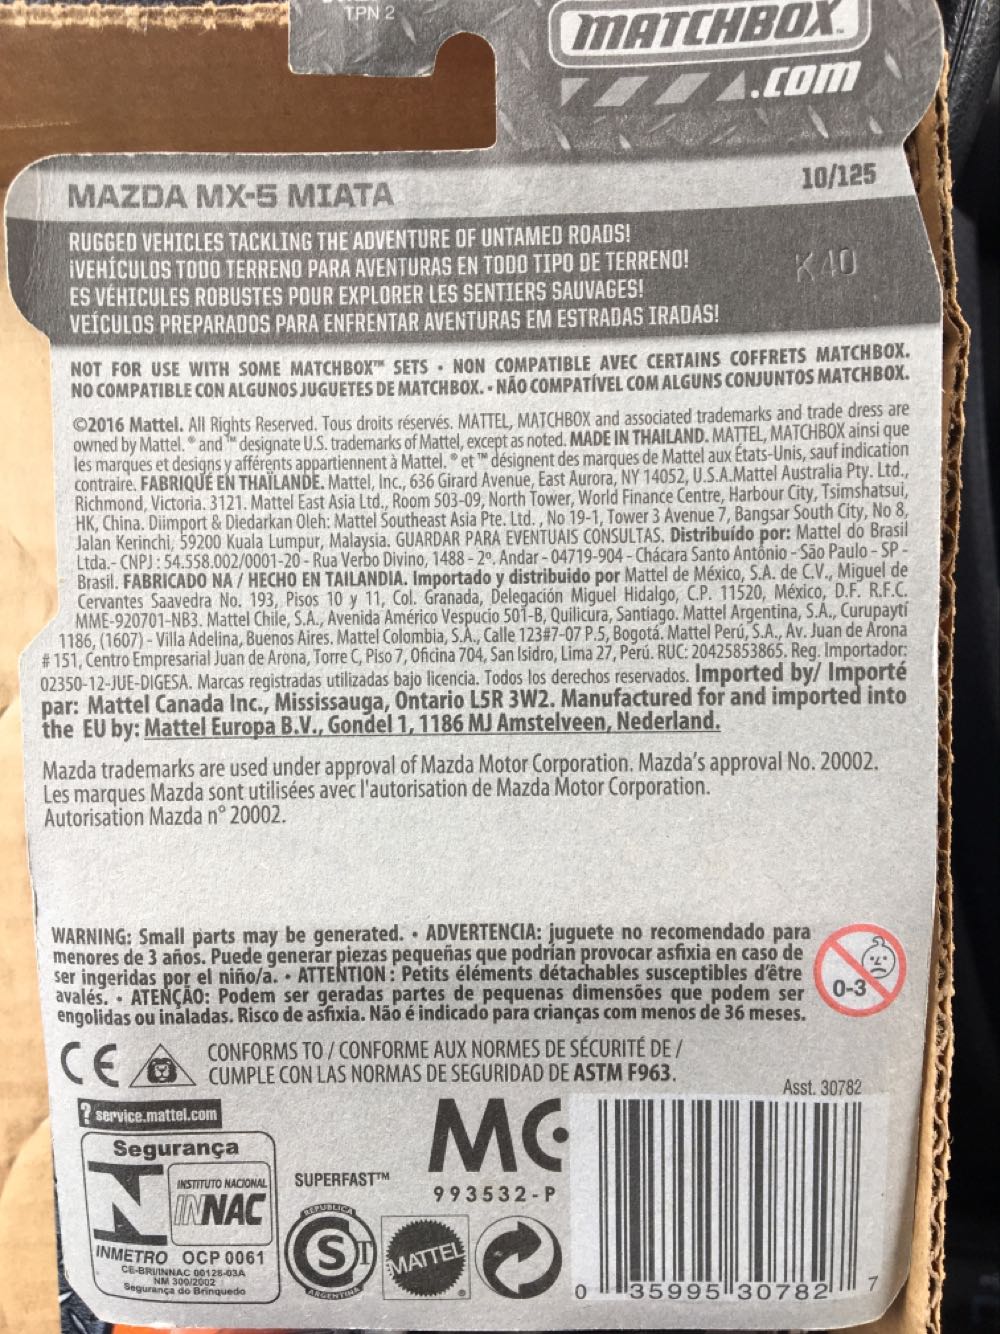 TPN 2
MATCHBOX™
.com
MAZDA MX-5 MIATA
10/125
RUGGED VEHICLES TACKLING THE ADVENTURE OF UNTAMED ROADS!
¡VEHÍCULOS TODO TERRENO PARA AVENTURAS EN TODO TIPO DE TERRENO!
ES VÉHICULES ROBUSTES POUR EXPLORER LES SENTIERS SAUVAGES!
VEÍCULOS PREPARADOS PARA ENFRENTAR AVENTURAS EM ESTRADAS IRADAS!
K40
NOT FOR USE WITH SOME MATCHBOX™ SETS • NON COMPATIBLE AVEC CERTAINS COFFRETS MATCHBOX.
NO COMPATIBLE CON ALGUNOS JUGUETES DE MATCHBOX. • NÃO COMPATÍVEL COM ALGUNS CONJUNTOS MATCHBOX.
©2016 Mattel. All Rights Reserved. Tous droits réservés. MATTEL, MATCHBOX and associated trademarks and trade dress are
owned by Mattel. ® and ™ designate U.S. trademarks of Mattel, except as noted. MADE IN THAILAND. MATTEL, MATCHBOX ainsi que
les marques et designs y afférents appartiennent à Mattel. ® et ™ désignent des marques de Mattel aux États-Unis, sauf indication
contraire. FABRIQUÉ EN THAÏLANDE. Mattel, Inc., 636 Girard Avenue, East Aurora, NY 14052, U.S.A.Mattel Australia Pty. Ltd.,
Richmond, Victoria. 3121. Mattel East Asia Ltd., Room 503-09, North Tower, World Finance Centre, Harbour City, Tsimshatsui,
HK, China. Diimport & Diedarkan Oleh: Mattel Southeast Asia Pte. Ltd. , No 19-1, Tower 3 Avenue 7, Bangsar South City, No 8,
Jalan Kerinchi, 59200 Kuala Lumpur, Malaysia. GUARDAR PARA EVENTUAIS CONSULTAS. Distribuído por: Mattel do Brasil
Ltda.- CNPJ : 54.558.002/0001-20 - Rua Verbo Divino, 1488 - 2º. Andar - 04719-904 - Chácara Santo Antônio - São Paulo - SP -
Brasil. FABRICADO NA / HECHO EN TAILANDIA. Importado y distribuido por Mattel de México, S.A. de C.V., Miguel de
Cervantes Saavedra No. 193, Pisos 10 y 11, Col. Granada, Delegación Miguel Hidalgo, C.P. 11520, México, D.F. R.F.C.
MME-920701-NB3. Mattel Chile, S.A., Avenida Américo Vespucio 501-B, Quilicura, Santiago. Mattel Argentina, S.A., Curupaytí
1186, (1607) - Villa Adelina, Buenos Aires. Mattel Colombia, S.A., Calle 123#7-07 P.5, Bogotá. Mattel Perú, S.A., Av. Juan de Arona
# 151, Centro Empresarial Juan de Arona, Torre C, Piso 7, Oficina 704, San Isidro, Lima 27, Perú. RUC: 20425853865. Reg. Importador:
02350-12-JUE-DIGESA. Marcas registradas utilizadas bajo licencia. Todos los derechos reservados. Imported by/ Importé
par: Mattel Canada Inc., Mississauga, Ontario L5R 3W2. Manufactured for and imported into
the EU by: Mattel Europa B.V., Gondel 1, 1186 MJ Amstelveen, Nederland.
Mazda trademarks are used under approval of Mazda Motor Corporation. Mazda's approval No. 20002.
Les marques Mazda sont utilisées avec l'autorisation de Mazda Motor Corporation.
Autorisation Mazda n° 20002.
WARNING: Small parts may be generated. • ADVERTENCIA: juguete no recomendado para
menores de 3 años. Puede generar piezas pequeñas que podrían provocar asfixia en caso de
ser ingeridas por el niño/a. • ATTENTION : Petits éléments détachables susceptibles d'être
avalés. • ATENÇÃO: Podem ser geradas partes de pequenas dimensões que podem ser
engolidas ou inaladas. Risco de asfixia. Não é indicado para crianças com menos de 36 meses.
0-3
CE
CONFORMS TO / CONFORME AUX NORMES DE SÉCURITÉ DE /
CUMPLE CON LAS NORMAS DE SEGURIDAD DE ASTM F963.
Asst. 30782
? service.mattel.com
Segurança
INSTITUTO NACIONAL
INNAC
INMETRO OCP 0061
CE-BRI/INNAC 00128-03A
NM 300/2002
Segurança do Brinquedo
SUPERFAST™
REPUBLICA
S
ARGENTINA
MC
993532-P
MATTEL®
0 35995 30782 7